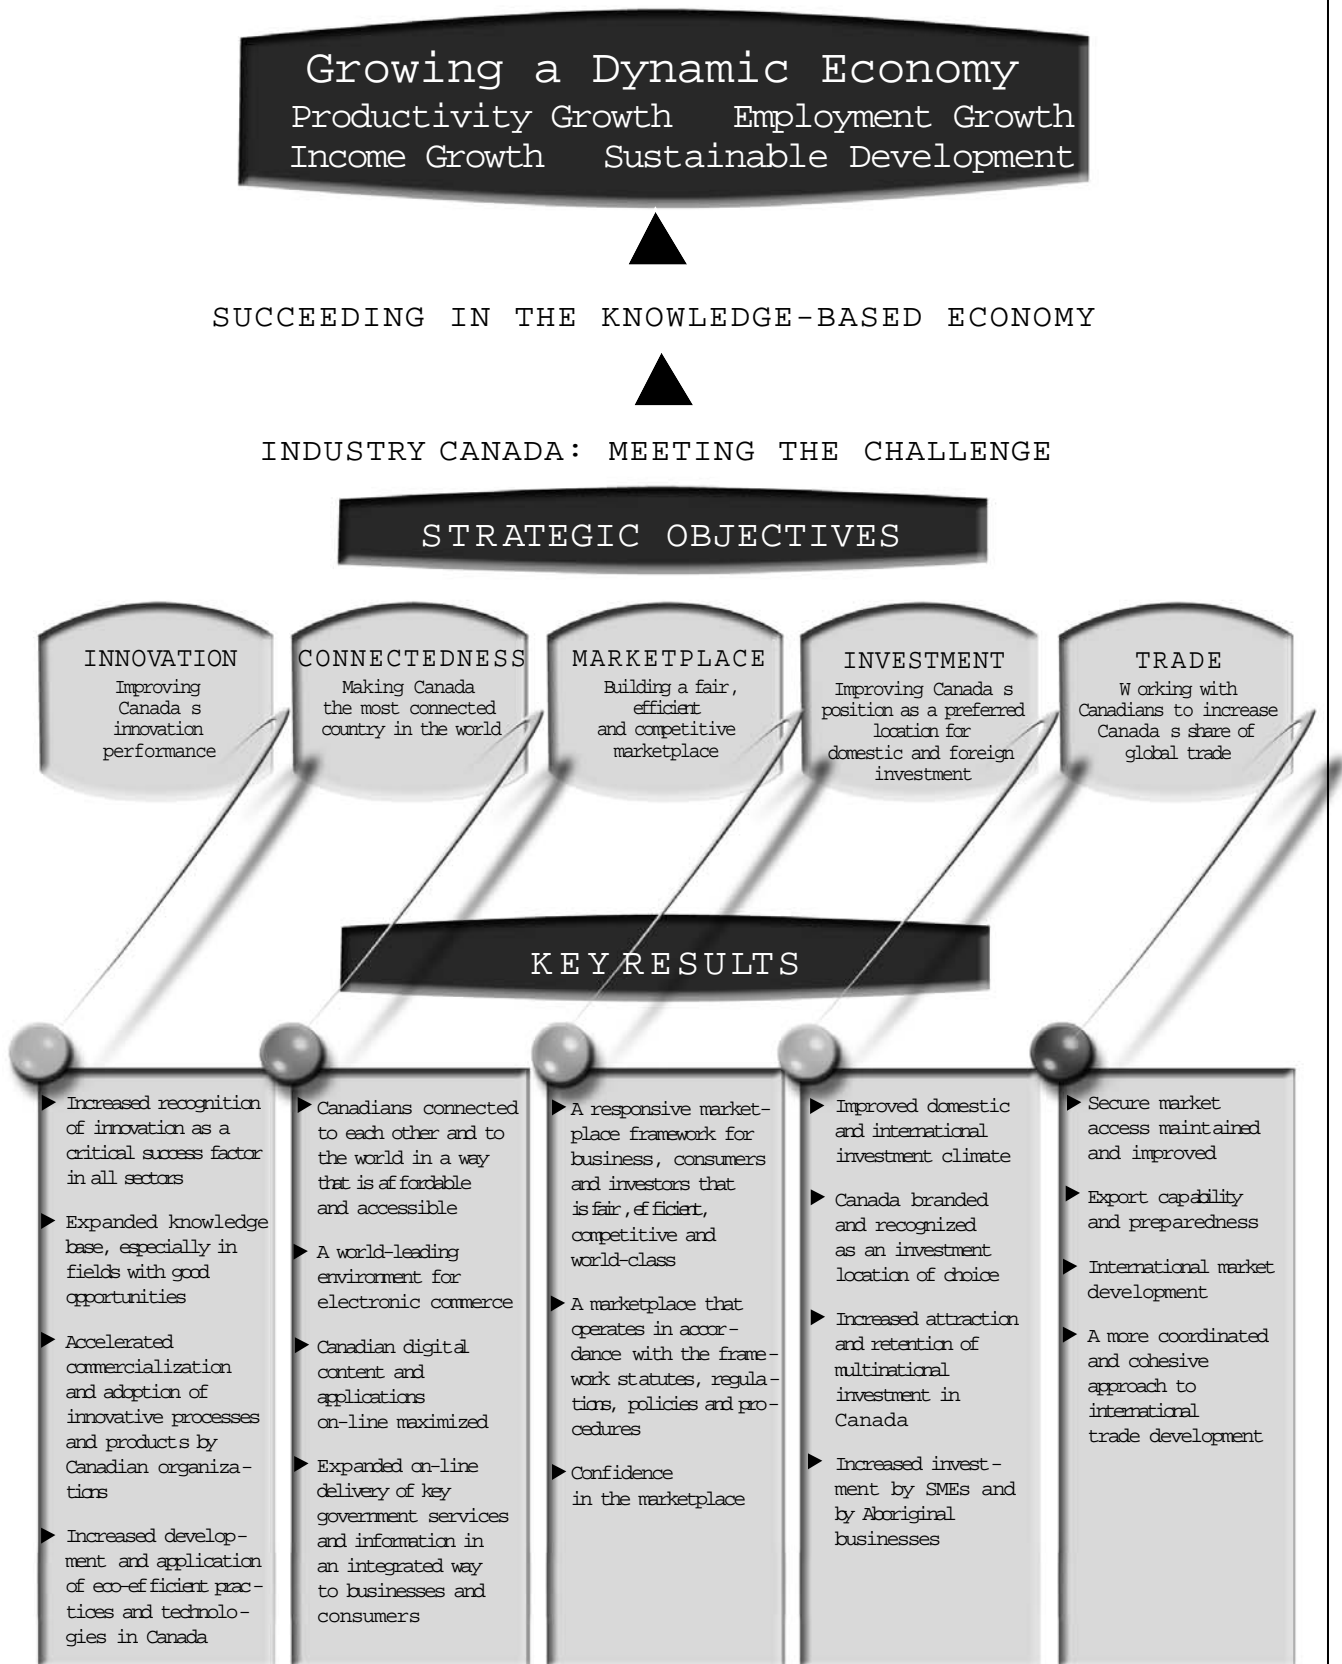 Growing a Dynamic Economy
Productivity Growth Employment Growth
Income Growth Sustainable Development
SUCCEEDING IN THE KNOWLEDGE-BASED ECONOMY
INDUSTRY CANADA: MEETING THE CHALLENGE
STRATEGIC OBJECTIVES
INNOVATION
Improving
Canada s
innovation
performance
CONNECTEDNESS
Making Canada
the most connected
country in the world
MARKETPLACE
Building a fair,
efficient
and competitive
marketplace
INVESTMENT
Improving Canada s
position as a preferred
location for
domestic and foreign
investment
TRADE
W orking with
Canadians to increase
Canada s share of
global trade
KEY RESULTS
Increased recognition
of innovation as a
critical success factor
in all sectors
Expanded knowledge
base, especially in
fields with good
opportunities
Accelerated
commercialization
and adoption of
innovative processes
and products by
Canadian organiza-
tions
Increased develop-
ment and application
of eco-efficient prac-
tices and technolo-
gies in Canada
Canadians connected
to each other and to
the world in a way
that is af fordable
and accessible
A world-leading
environment for
electronic commerce
Canadian digital
content and
applications
on-line maximized
Expanded on-line
delivery of key
government services
and information in
an integrated way
to businesses and
consumers
A responsive market-
place framework for
business, consumers
and investors that
is fair, ef ficient,
competitive and
world-class
A marketplace that
operates in accor-
dance with the frame-
work statutes, regula-
tions, policies and pro-
cedures
Confidence
in the marketplace
Improved domestic
and international
investment climate
Canada branded
and recognized
as an investment
location of choice
Increased attraction
and retention of
multinational
investment in
Canada
Increased invest-
ment by SMEs and
by Aboriginal
businesses
Secure market
access maintained
and improved
Export capability
and preparedness
International market
development
A more coordinated
and cohesive
approach to
international
trade development